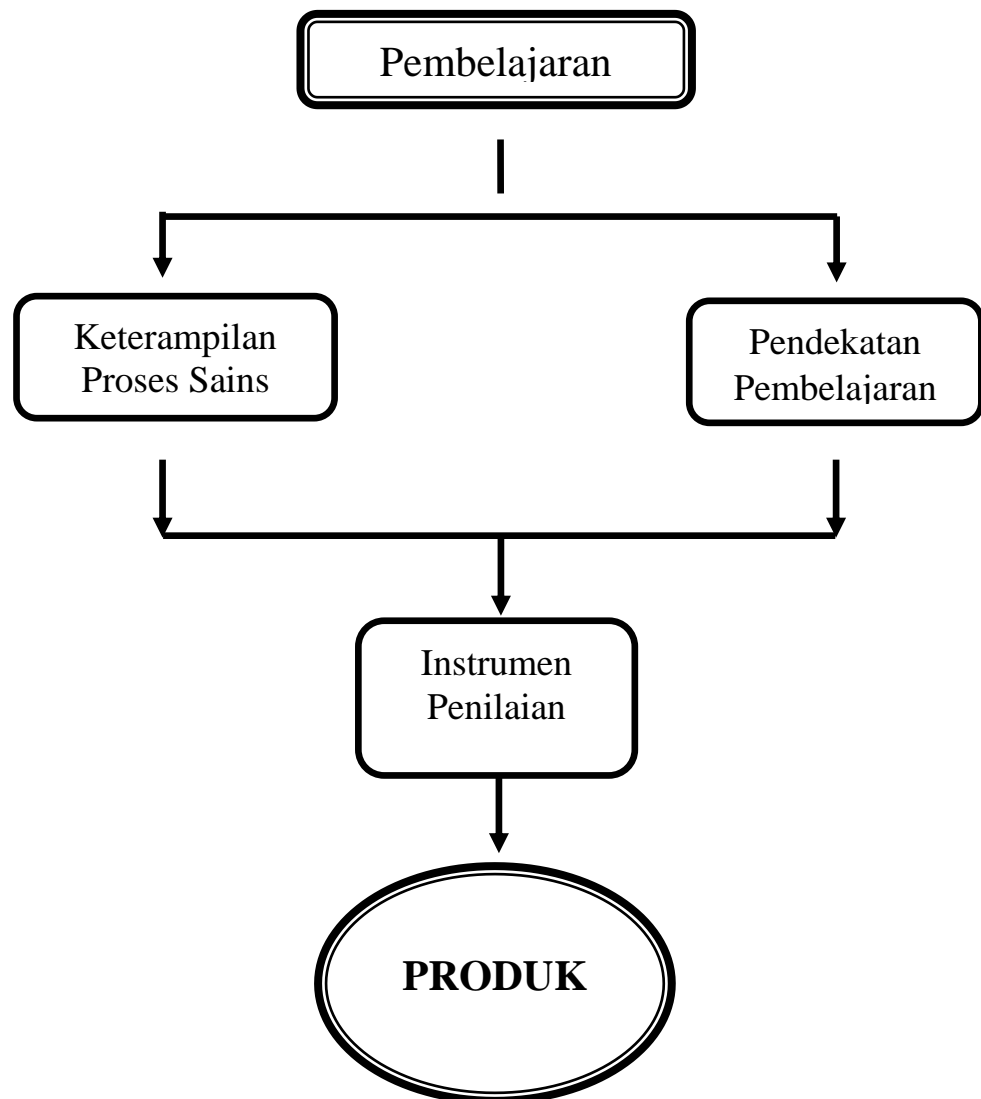 Pembelajaran
Keterampilan
Proses Sains
Pendekatan
Pembelajaran
Instrumen
Penilaian
PRODUK